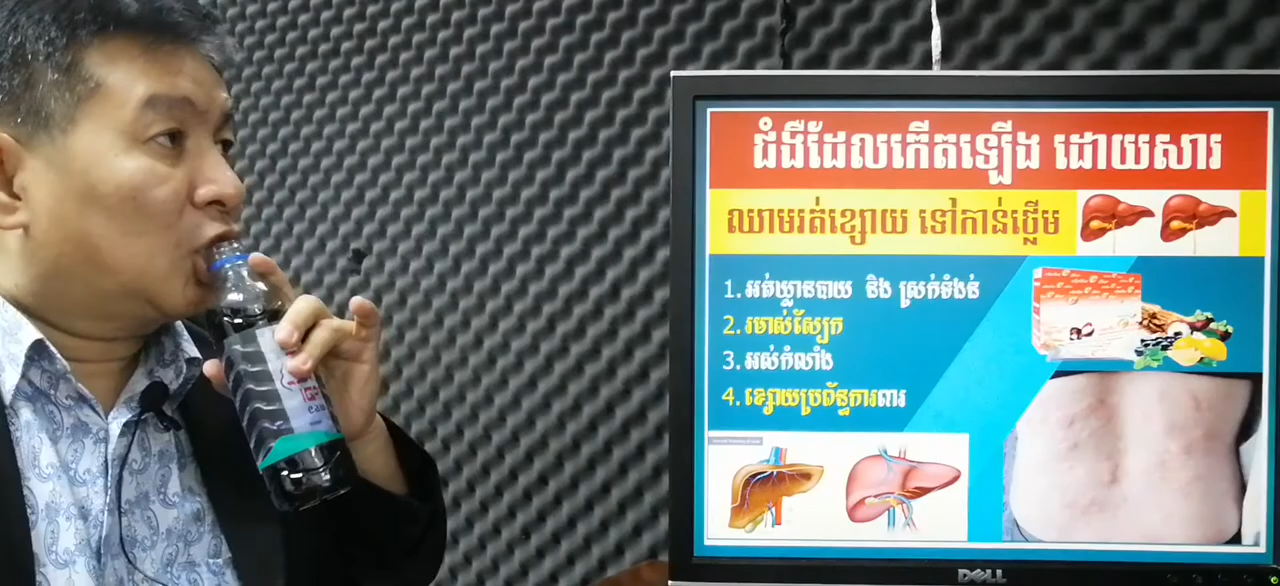 ជំងឺដែលកើតឡើង ដោយសារ
ឈាមរត់ខ្សោយ ទៅកាន់ថ្លើម
1. អត់ឃ្លានបាយ និង ស្រក់ទំងន់
2. រមាស់ស្បែក
3. អស់កំលាំង
4. ខ្សោយប្រព័ន្ធការពារ
DELL